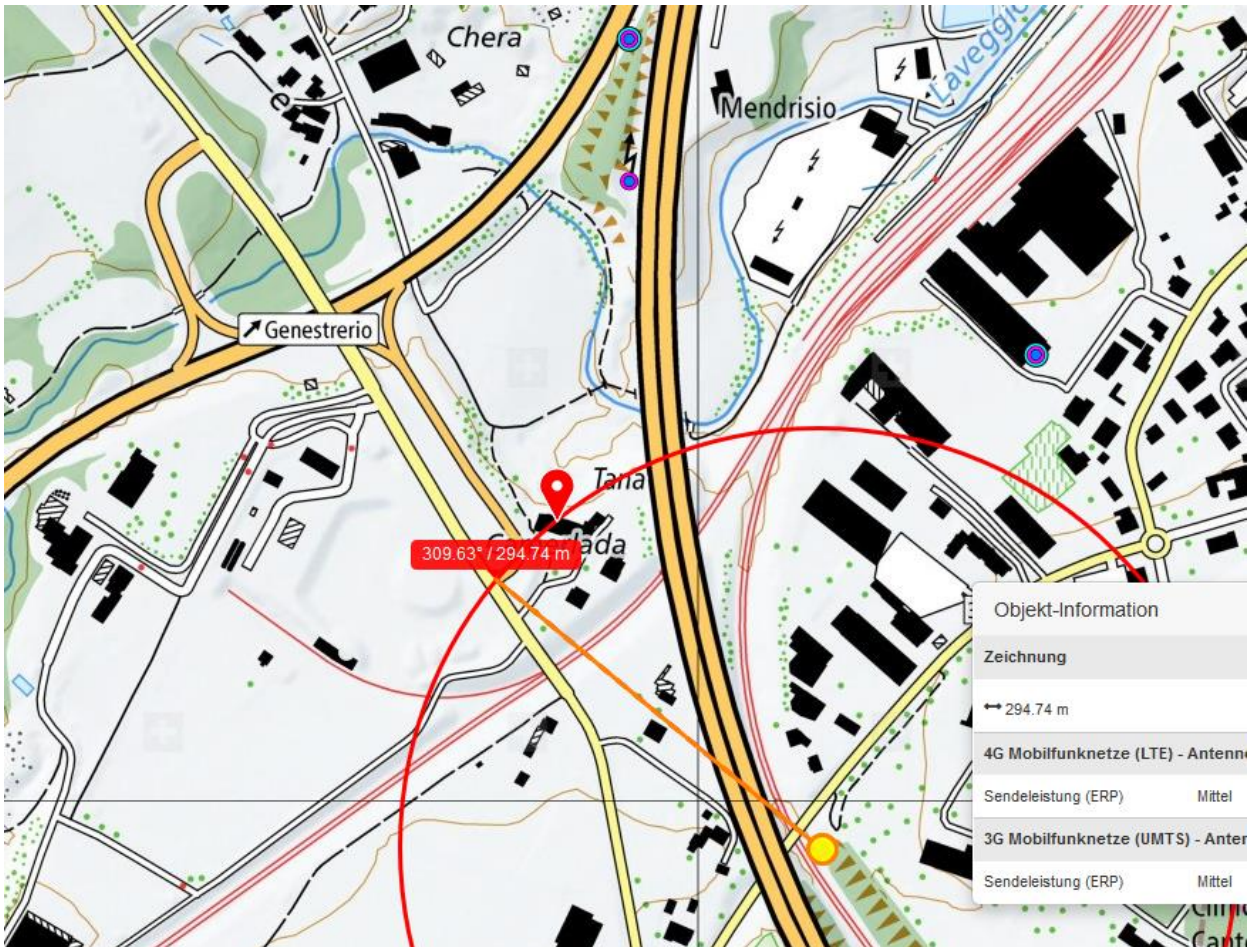 Chera
Mendrisio
Laveggio
Genestrerio
Tana
309.63° / 294.74 m
Objekt-Information
Zeichnung
294.74 m
4G Mobilfunknetze (LTE) - Antenne
Sendeleistung (ERP) Mittel
3G Mobilfunknetze (UMTS) - Anten
Sendeleistung (ERP) Mittel